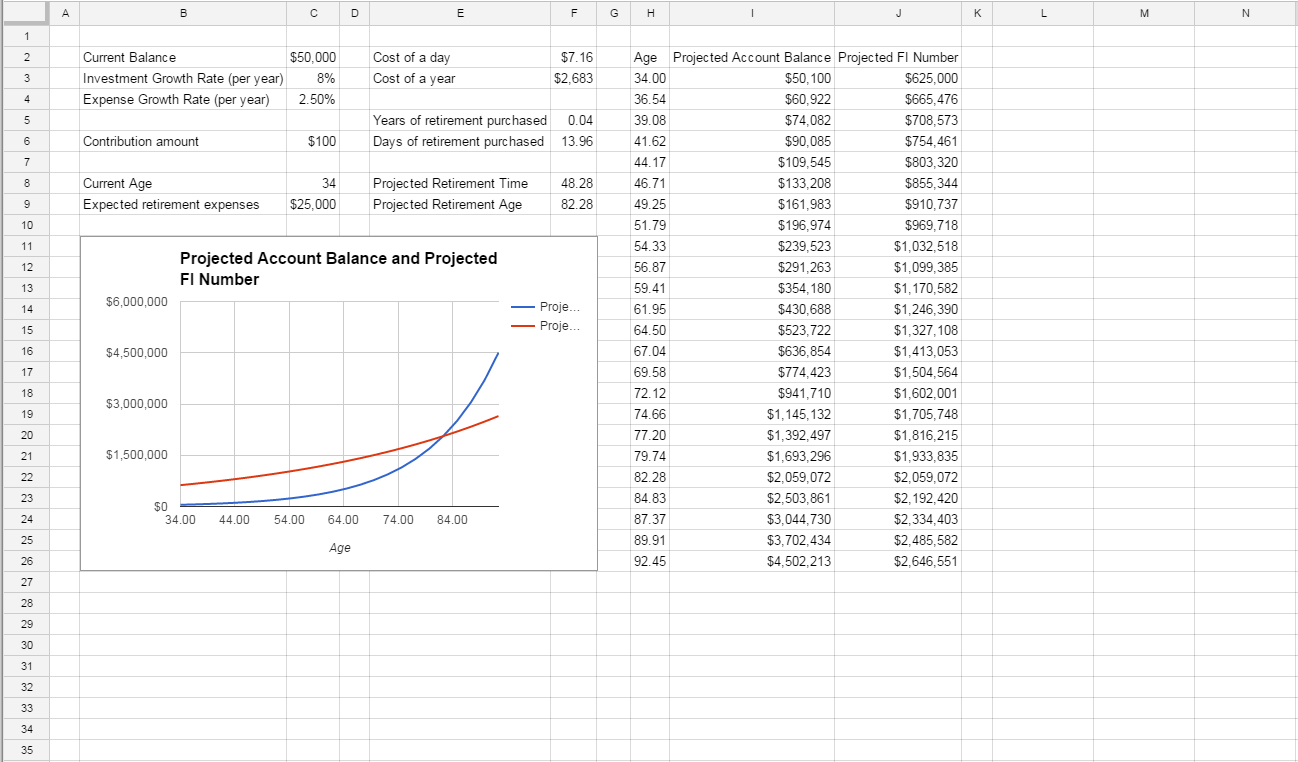 A B C D E F G H I J K L M N
1
2 Current Balance $50,000 Cost of a day $7.16 Age Projected Account Balance Projected FI Number
3 Investment Growth Rate (per year) 8% Cost of a year $2,683 34.00 $50,100 $625,000
4 Expense Growth Rate (per year) 2.50% 36.54 $60,922 $665,476
5 Years of retirement purchased 0.04 39.08 $74,082 $708,573
6 Contribution amount $100 Days of retirement purchased 13.96 41.62 $90,085 $754,461
7 44.17 $109,545 $803,320
8 Current Age 34 Projected Retirement Time 48.28 46.71 $133,208 $855,344
9 Expected retirement expenses $25,000 Projected Retirement Age 82.28 49.25 $161,983 $910,737
10 51.79 $196,974 $969,718
11 54.33 $239,523 $1,032,518
12 56.87 $291,263 $1,099,385
13 59.41 $354,180 $1,170,582
14 61.95 $430,688 $1,246,390
15 64.50 $523,722 $1,327,108
16 67.04 $636,854 $1,413,053
17 69.58 $774,423 $1,504,564
18 72.12 $941,710 $1,602,001
19 74.66 $1,145,132 $1,705,748
20 77.20 $1,392,497 $1,816,215
21 79.74 $1,693,296 $1,933,835
22 82.28 $2,059,072 $2,059,072
23 84.83 $2,503,861 $2,192,420
24 87.37 $3,044,730 $2,334,403
25 89.91 $3,702,434 $2,485,582
26 92.45 $4,502,213 $2,646,551
27
28
29
30
31
32
33
34
35
Projected Account Balance and Projected
FI Number
$6,000,000
$4,500,000
$3,000,000
$1,500,000
$0
34.00 44.00 54.00 64.00 74.00 84.00
Age
Proje...
Proje...